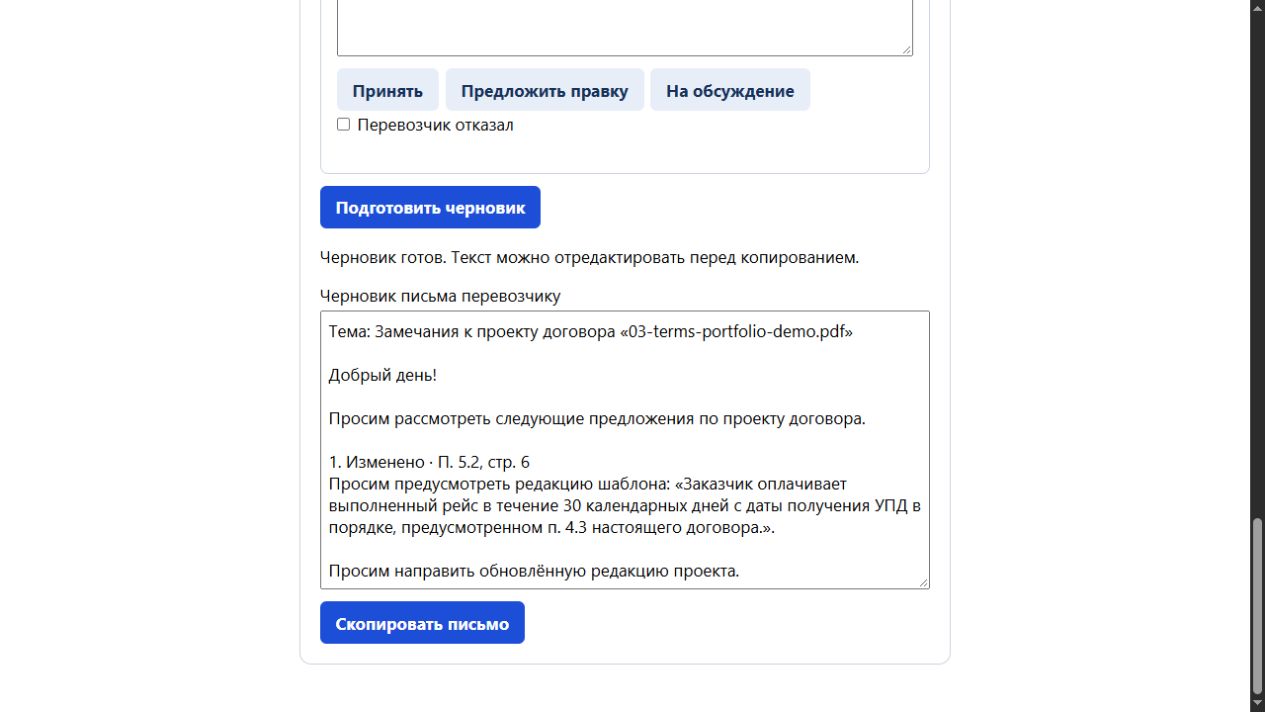 Принять
Предложить правку
На обсуждение
Перевозчик отказал
Подготовить черновик
Черновик готов. Текст можно отредактировать перед копированием.
Черновик письма перевозчику
Тема: Замечания к проекту договора «03-terms-portfolio-demo.pdf»
Добрый день!
Просим рассмотреть следующие предложения по проекту договора.
1. Изменено · П. 5.2, стр. 6
Просим предусмотреть редакцию шаблона: «Заказчик оплачивает
выполненный рейс в течение 30 календарных дней с даты получения УПД в
порядке, предусмотренном п. 4.3 настоящего договора.».
Просим направить обновлённую редакцию проекта.
Скопировать письмо